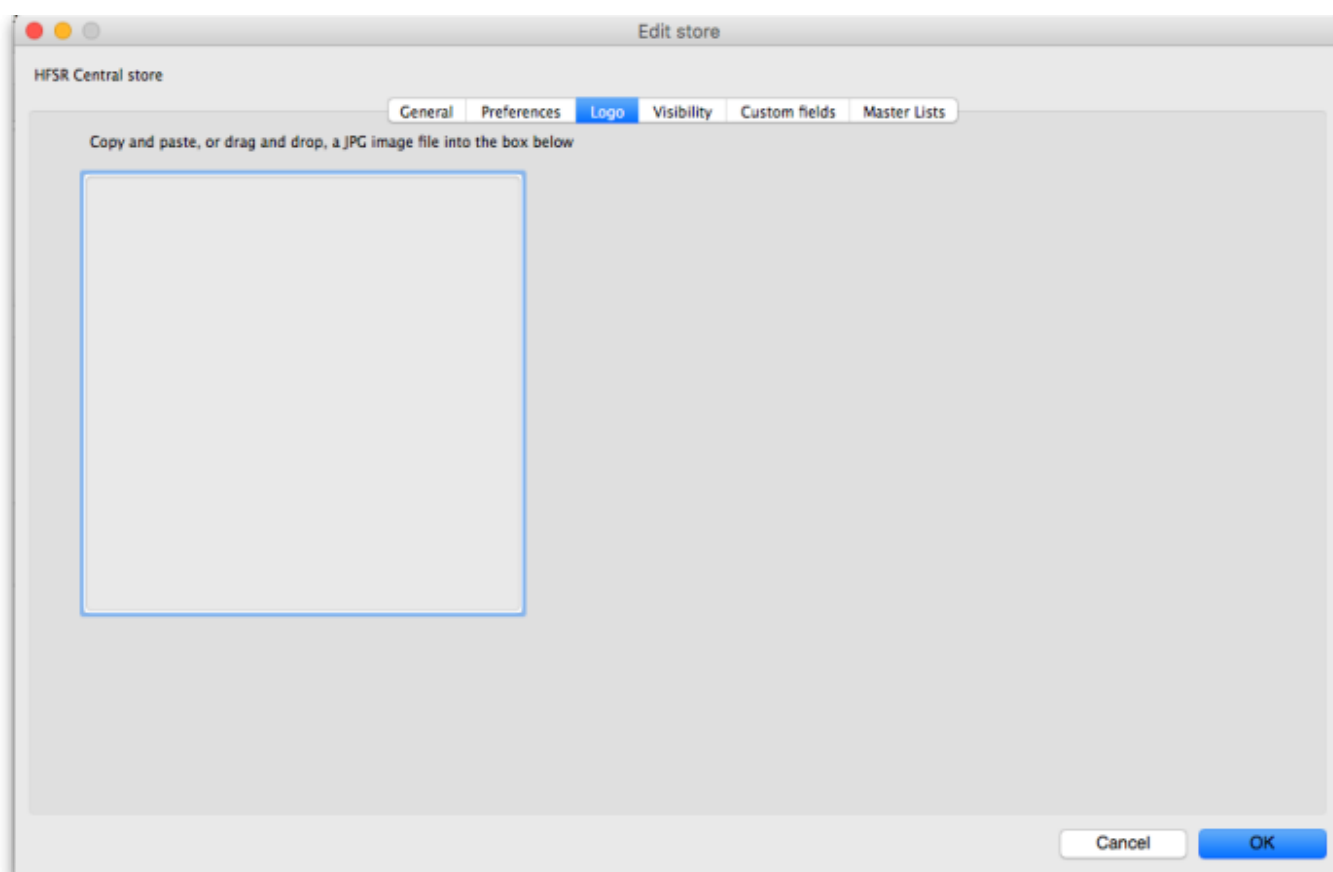 Edit store
HFSR Central store
General Preferences Logo Visibility Custom fields Master Lists
Copy and paste, or drag and drop, a JPG image file into the box below
Cancel OK